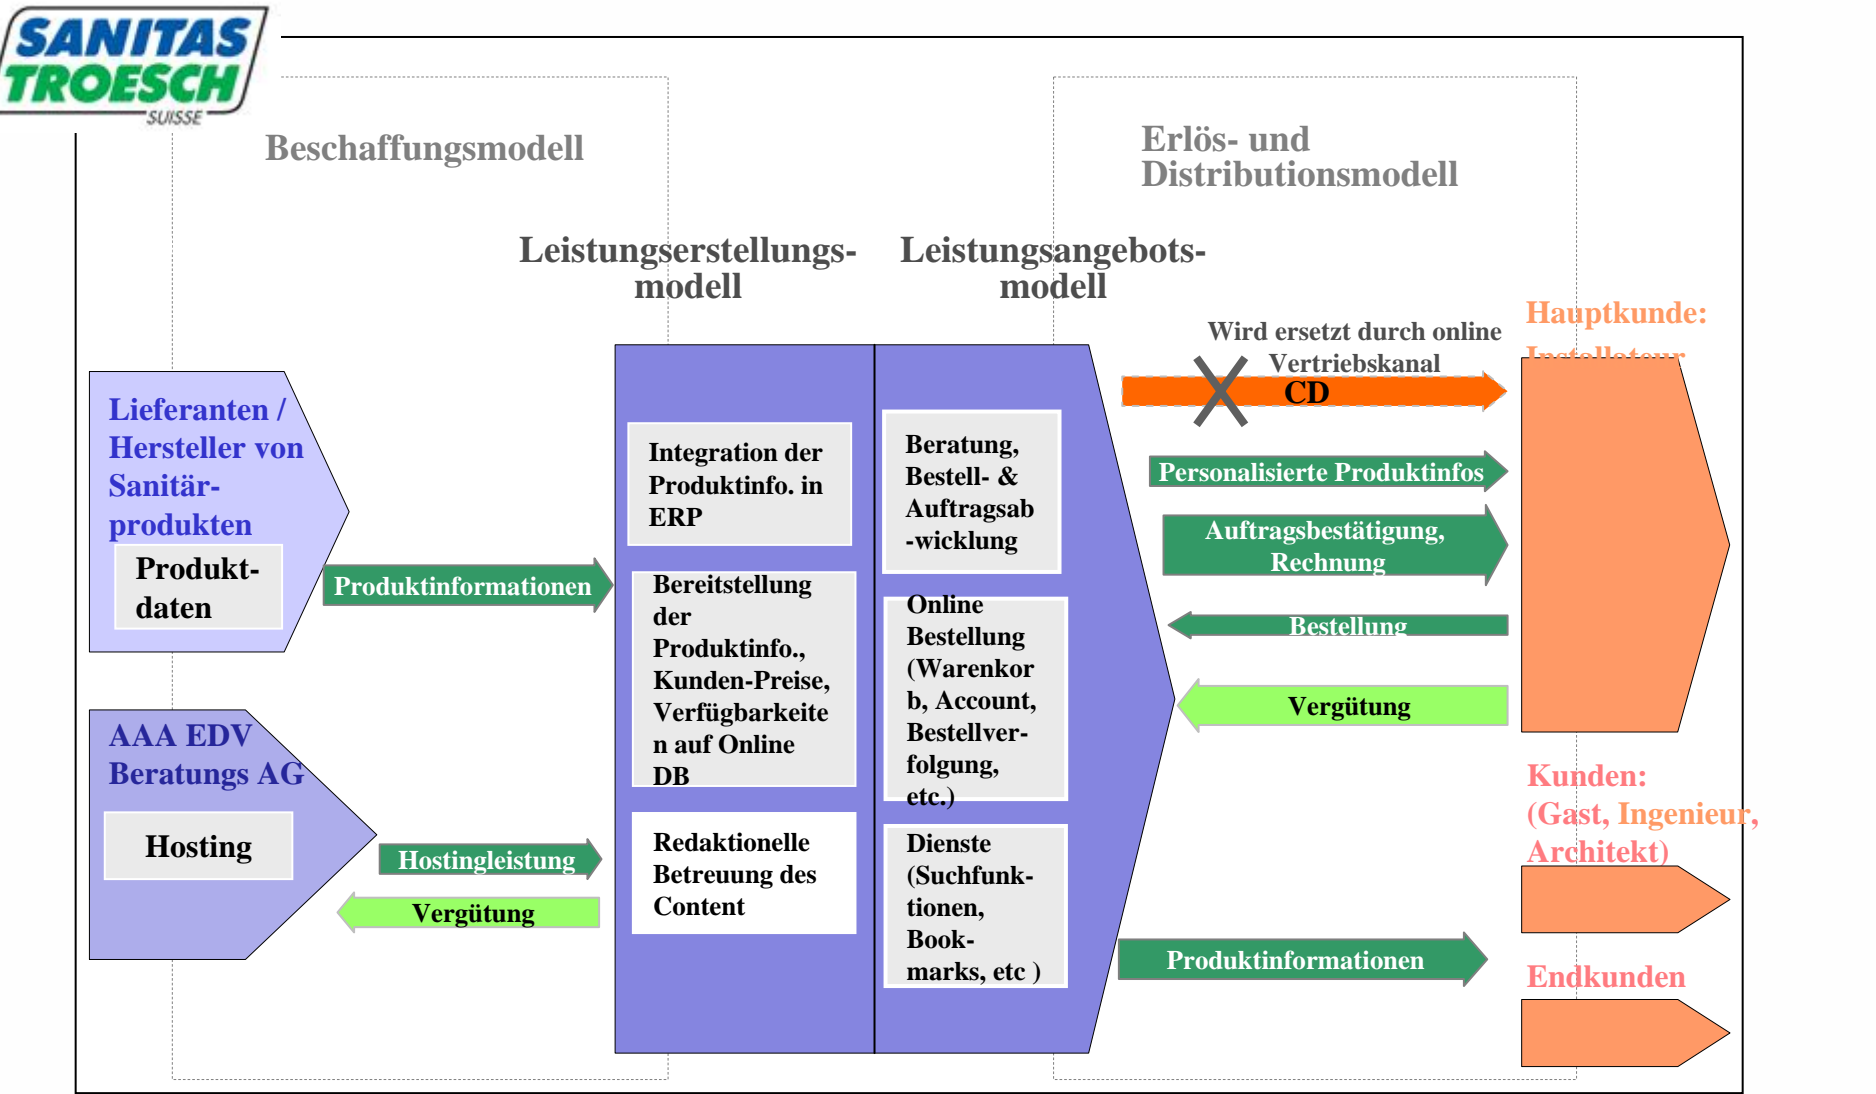 SANITAS
TROESCH
SUISSE
Beschaffungsmodell
Erlös- und
Distributionsmodell
Leistungserstellungs-
modell
Leistungsangebots-
modell
Lieferanten /
Hersteller von
Sanitär-
produkten
Produkt-
daten
Produktinformationen
AAA EDV
Beratungs AG
Hosting
Hostingleistung
Vergütung
Integration der
Produktinfo. in
ERP
Bereitstellung
der
Produktinfo.,
Kunden-Preise,
Verfügbarkeite
n auf Online
DB
Redaktionelle
Betreuung des
Content
Beratung,
Bestell- &
Auftragsab
-wicklung
Online
Bestellung
(Warenkor
b, Account,
Bestellver-
folgung,
etc.)
Dienste
(Suchfunk-
tionen,
Book-
marks, etc )
Wird ersetzt durch online
Vertriebskanal
CD
Personalisierte Produktinfos
Auftragsbestätigung,
Rechnung
Bestellung
Vergütung
Produktinformationen
Hauptkunde:
Installateur
Kunden:
(Gast, Ingenieur,
Architekt)
Endkunden